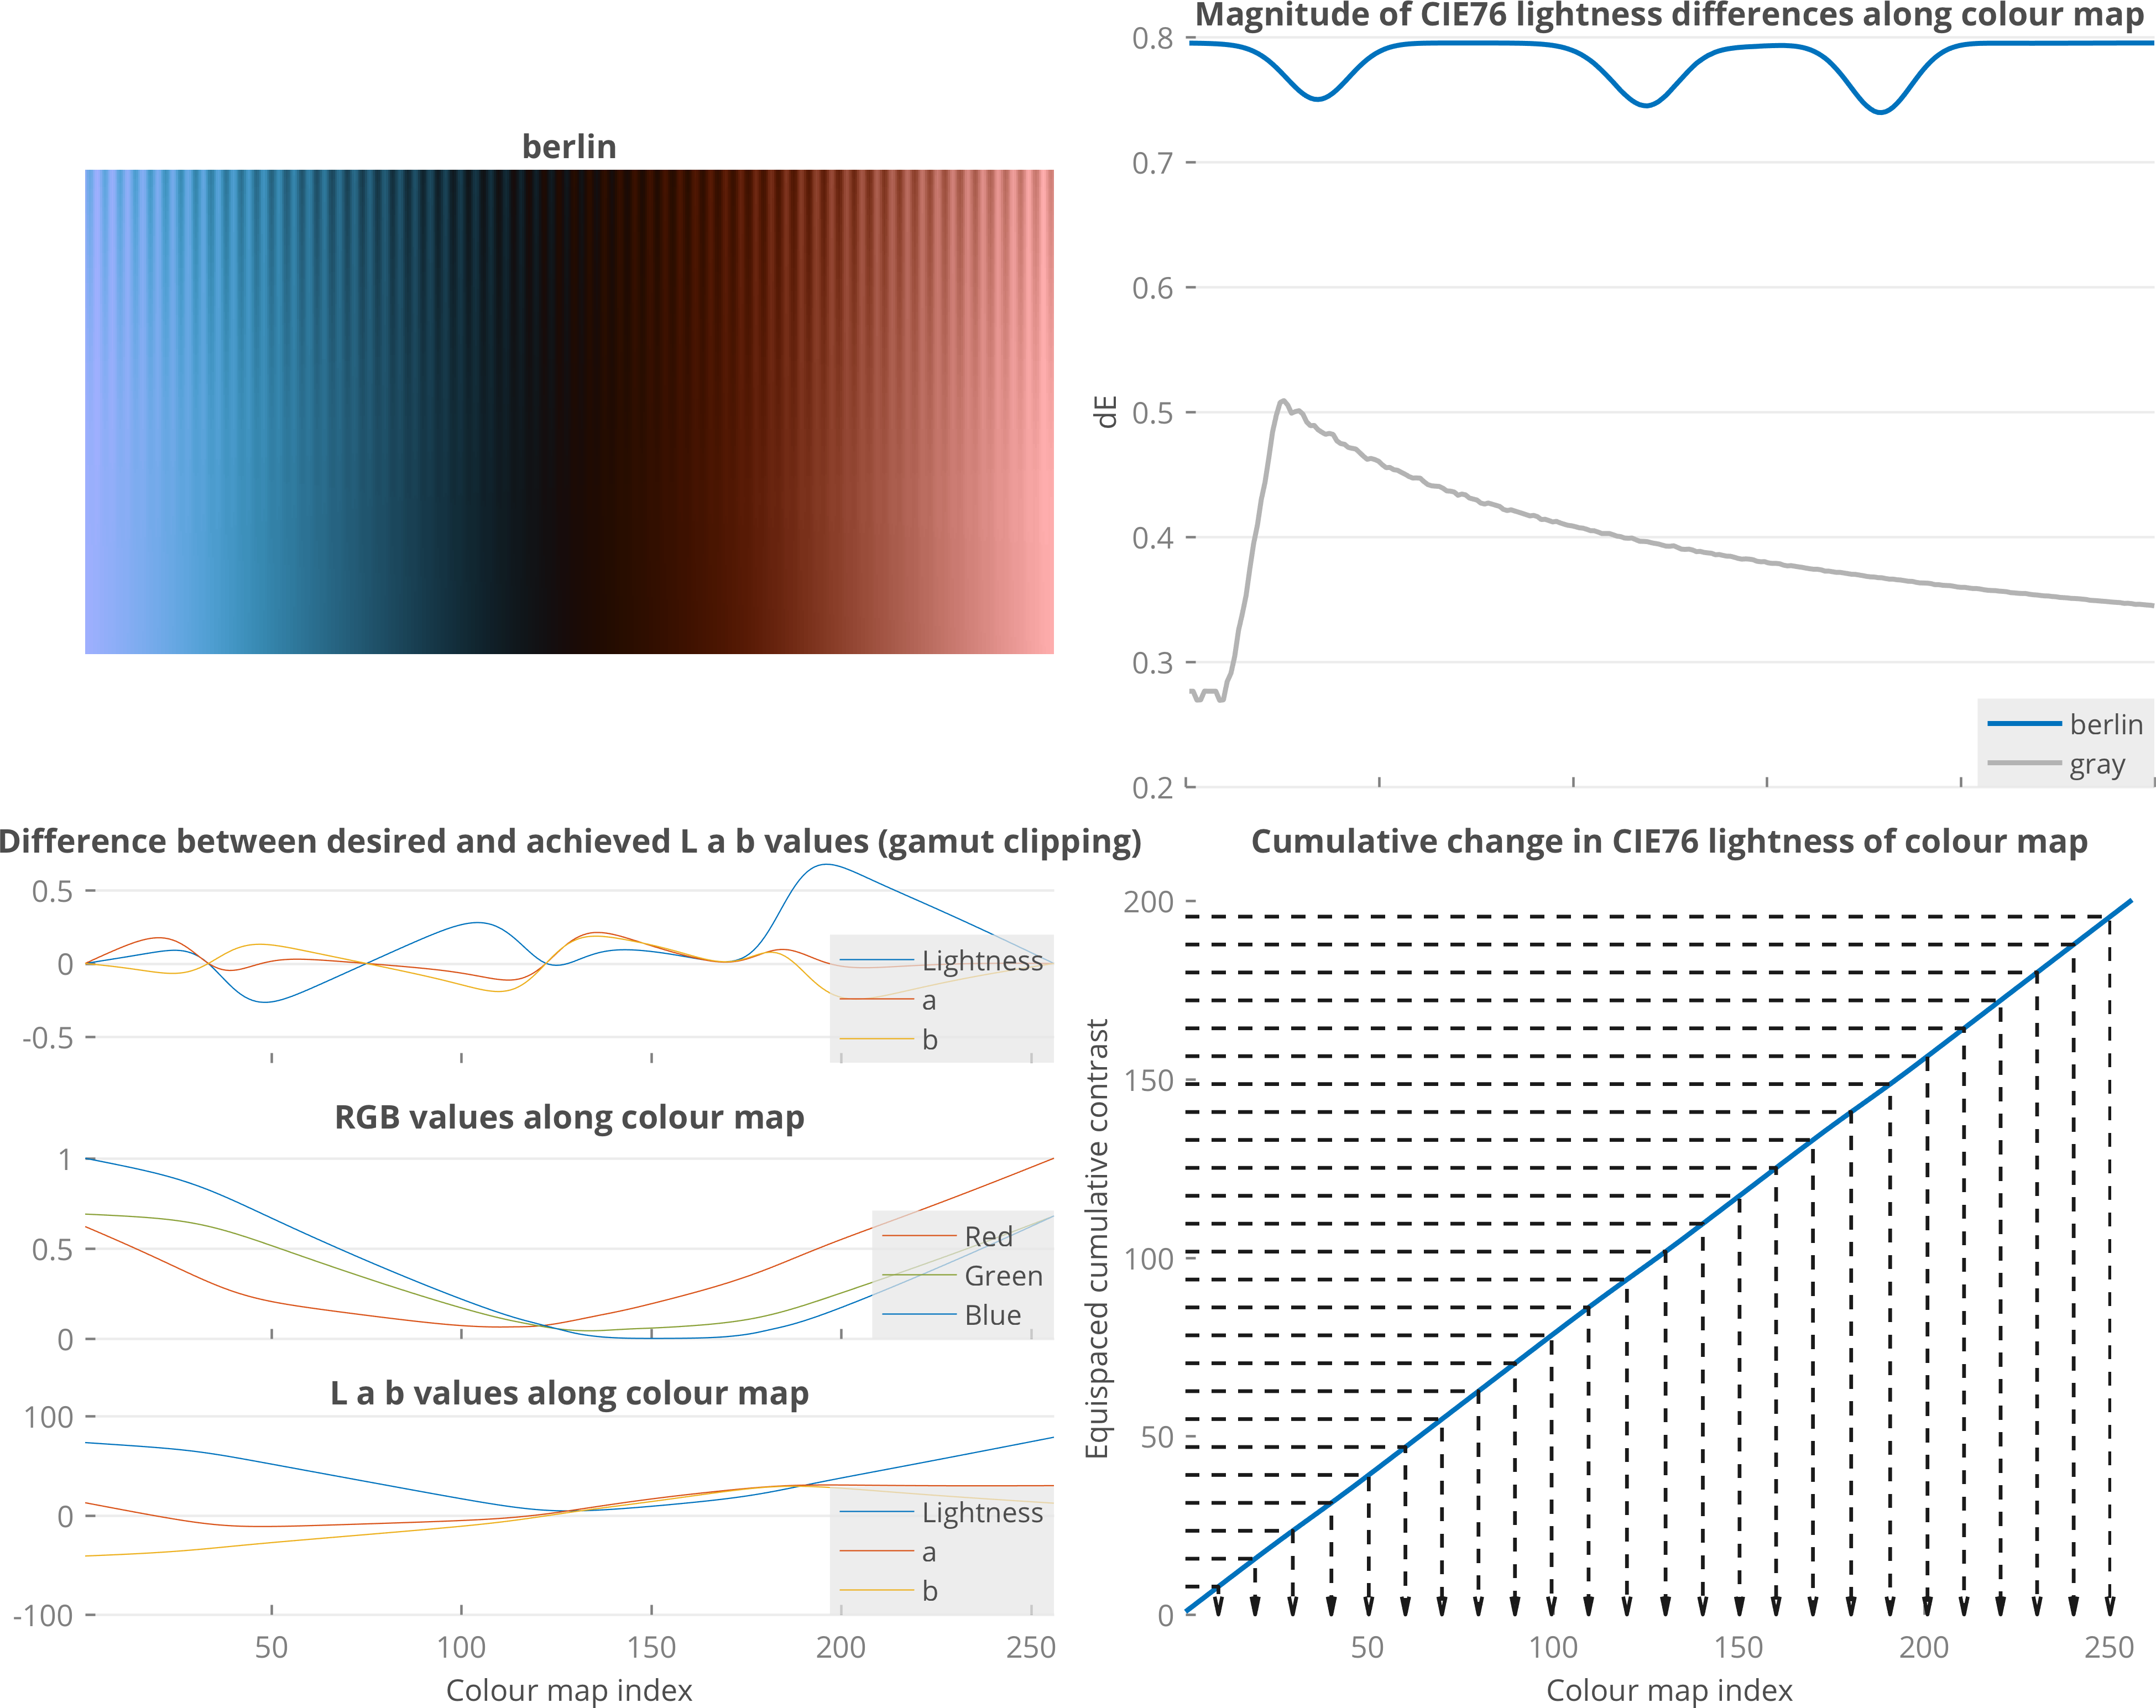 berlin
Magnitude of CIE76 lightness differences along colour map
0.8
0.7
0.6
0.5
0.4
0.3
0.2
dE
berlin
gray
Difference between desired and achieved L a b values (gamut clipping)
0.5
0
-0.5
Lightness
a
b
RGB values along colour map
1
0.5
0
Red
Green
Blue
L a b values along colour map
100
0
-100
Lightness
a
b
50 100 150 200 250
Colour map index
Cumulative change in CIE76 lightness of colour map
200
150
100
50
0
Equispaced cumulative contrast
50 100 150 200 250
Colour map index